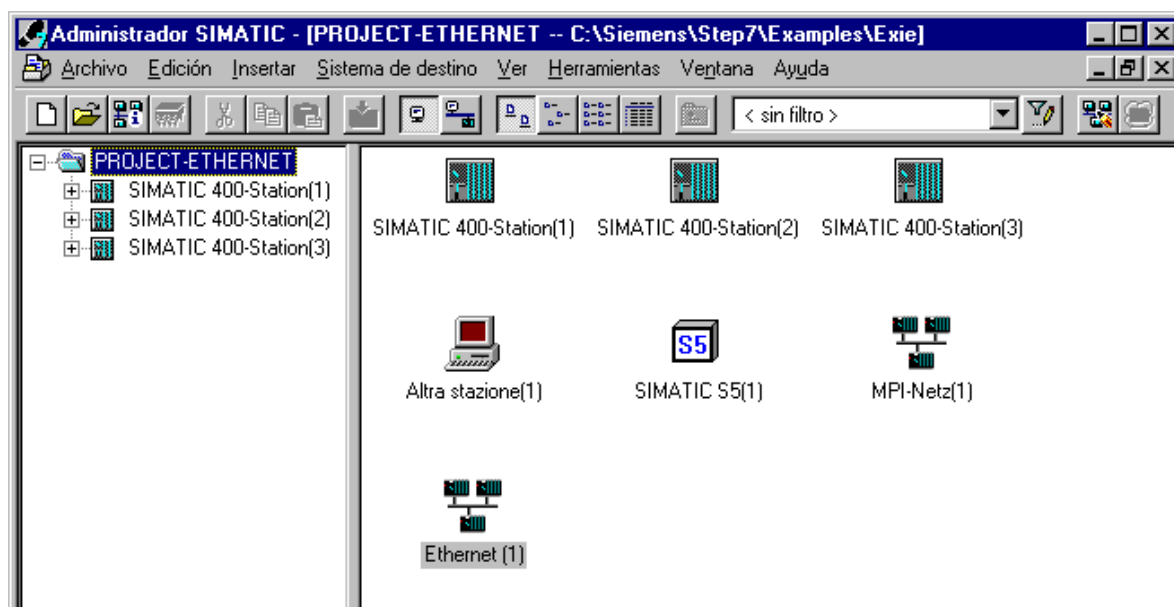 Administrador SIMATIC - [PROJECT-ETHERNET -- C:\Siemens\Step7\Examples\Exie]
Archivo Edición Insertar Sistema de destino Ver Herramientas Ventana Ayuda
< sin filtro >
PROJECT-ETHERNET
SIMATIC 400-Station(1)
SIMATIC 400-Station(2)
SIMATIC 400-Station(3)
SIMATIC 400-Station(1) SIMATIC 400-Station(2) SIMATIC 400-Station(3)
S5
Altra stazione(1) SIMATIC S5(1) MPI-Netz(1)
Ethernet (1)